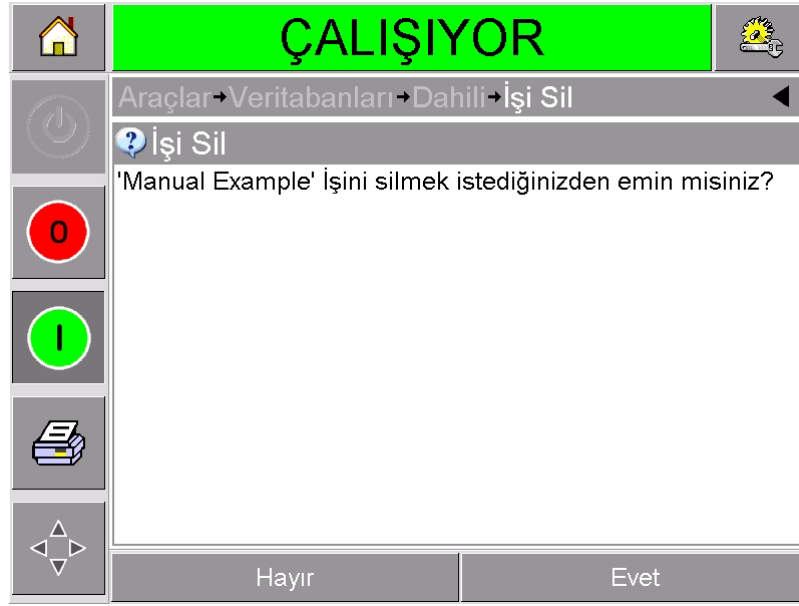 ÇALIŞIYOR
Araçlar→Veritabanları→Dahili→İşi Sil
İşi Sil
'Manual Example' İşini silmek istediğinizden emin misiniz?
0
I
Hayır
Evet